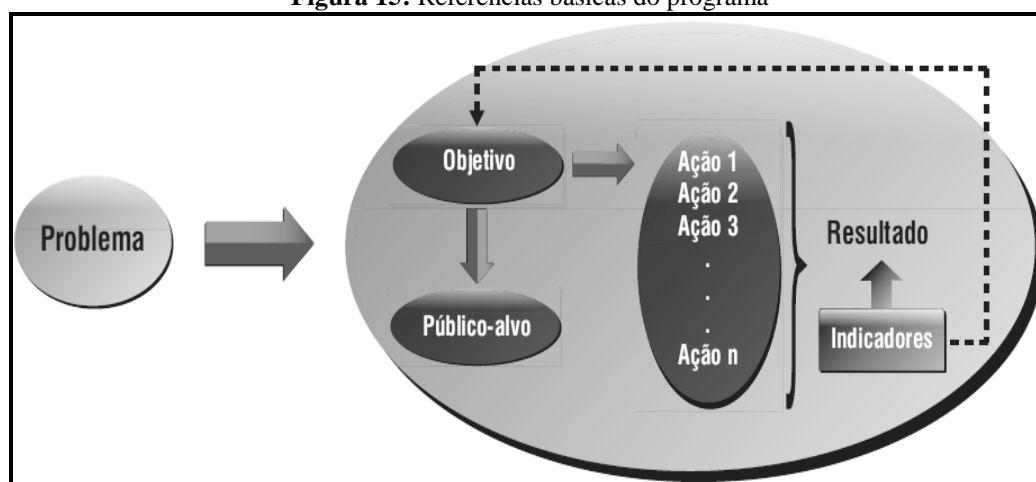 Figura 15: Referências básicas do programa
Problema
Objetivo
Público-alvo
Ação 1
Ação 2
Ação 3
.
.
.
Ação n
Resultado
Indicadores